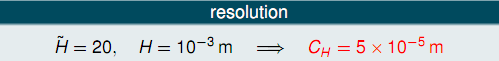 resolution
H̃ = 20, H = 10⁻³ m ⟹ C_H = 5 × 10⁻⁵ m